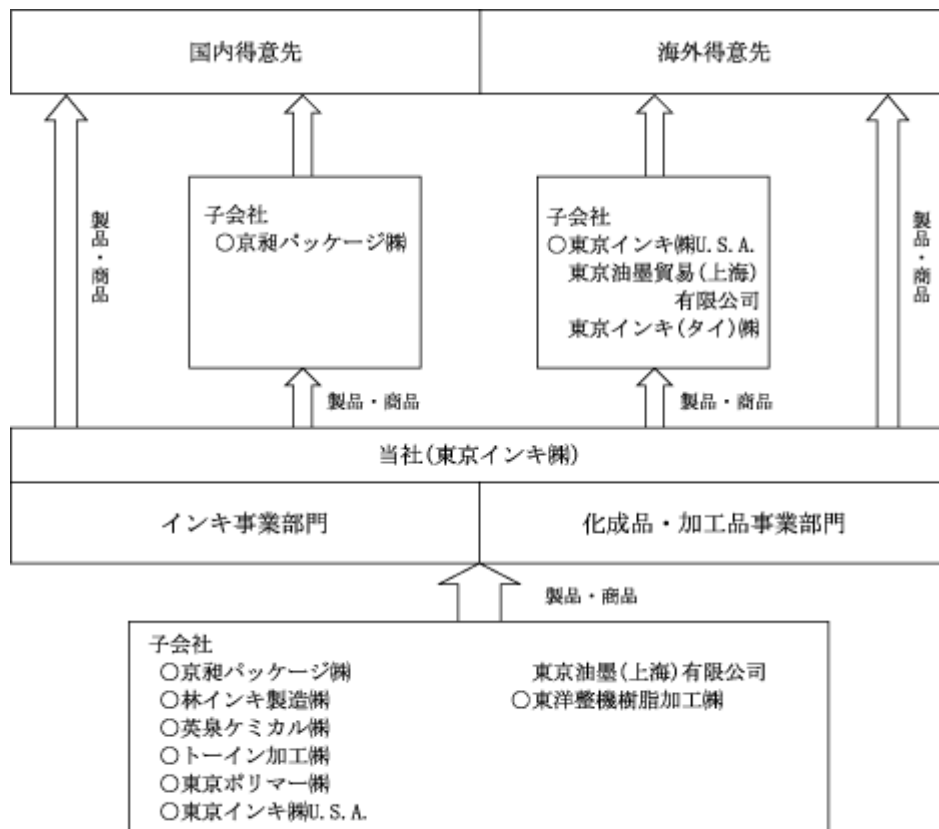 国内得意先
海外得意先
製品・商品
子会社
○京昶パッケージ㈱
子会社
○東京インキ㈱U.S.A.
東京油墨貿易(上海)
有限公司
東京インキ(タイ)㈱
製品・商品
製品・商品
製品・商品
当社(東京インキ㈱)
インキ事業部門
化成品・加工品事業部門
製品・商品
子会社
○京昶パッケージ㈱
○林インキ製造㈱
○英泉ケミカル㈱
○トーイン加工㈱
○東京ポリマー㈱
○東京インキ㈱U.S.A.
東京油墨(上海)有限公司
○東洋整機樹脂加工㈱